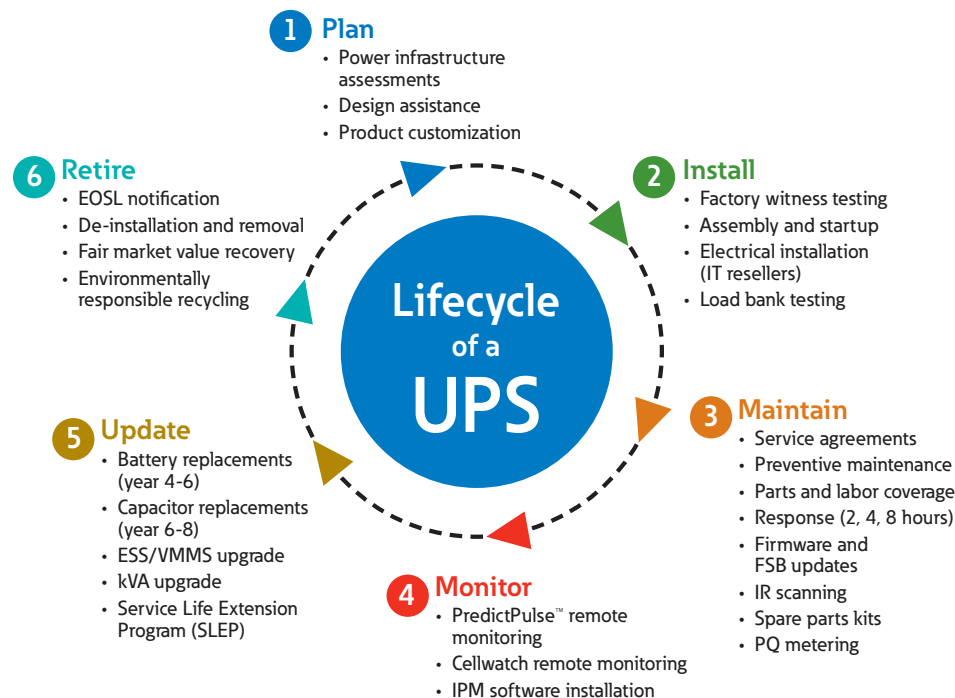 1 Plan
• Power infrastructure
assessments
• Design assistance
• Product customization
2 Install
• Factory witness testing
• Assembly and startup
• Electrical installation
(IT resellers)
• Load bank testing
3 Maintain
• Service agreements
• Preventive maintenance
• Parts and labor coverage
• Response (2, 4, 8 hours)
• Firmware and
FSB updates
• IR scanning
• Spare parts kits
• PQ metering
4 Monitor
• PredictPulse™ remote
monitoring
• Cellwatch remote monitoring
• IPM software installation
5 Update
• Battery replacements
(year 4-6)
• Capacitor replacements
(year 6-8)
• ESS/VMMS upgrade
• kVA upgrade
• Service Life Extension
Program (SLEP)
6 Retire
• EOSL notification
• De-installation and removal
• Fair market value recovery
• Environmentally
responsible recycling
Lifecycle
of a
UPS